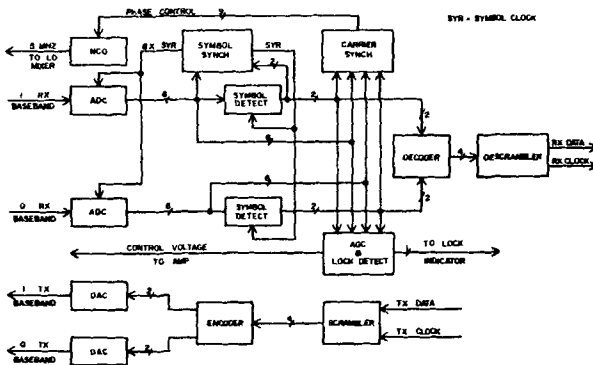 PHASE CONTROL
SYR = SYMBOL CLOCK
5 MHZ
TO LO
MIXER
NCO
8X SYR
SYMBOL
SYNCH
SYR
2
CARRIER
SYNCH
I RX
BASEBAND
ADC
6
SYMBOL
DETECT
2
2
6
DECODER
4
DESCRAMBLER
RX DATA
RX CLOCK
6
2
Q RX
BASEBAND
ADC
6
SYMBOL
DETECT
2
CONTROL VOLTAGE
TO AMP
AGC
&
LOCK DETECT
TO LOCK
INDICATOR
I TX
BASEBAND
DAC
2
ENCODER
4
SCRAMBLER
TX DATA
TX CLOCK
Q TX
BASEBAND
DAC
2